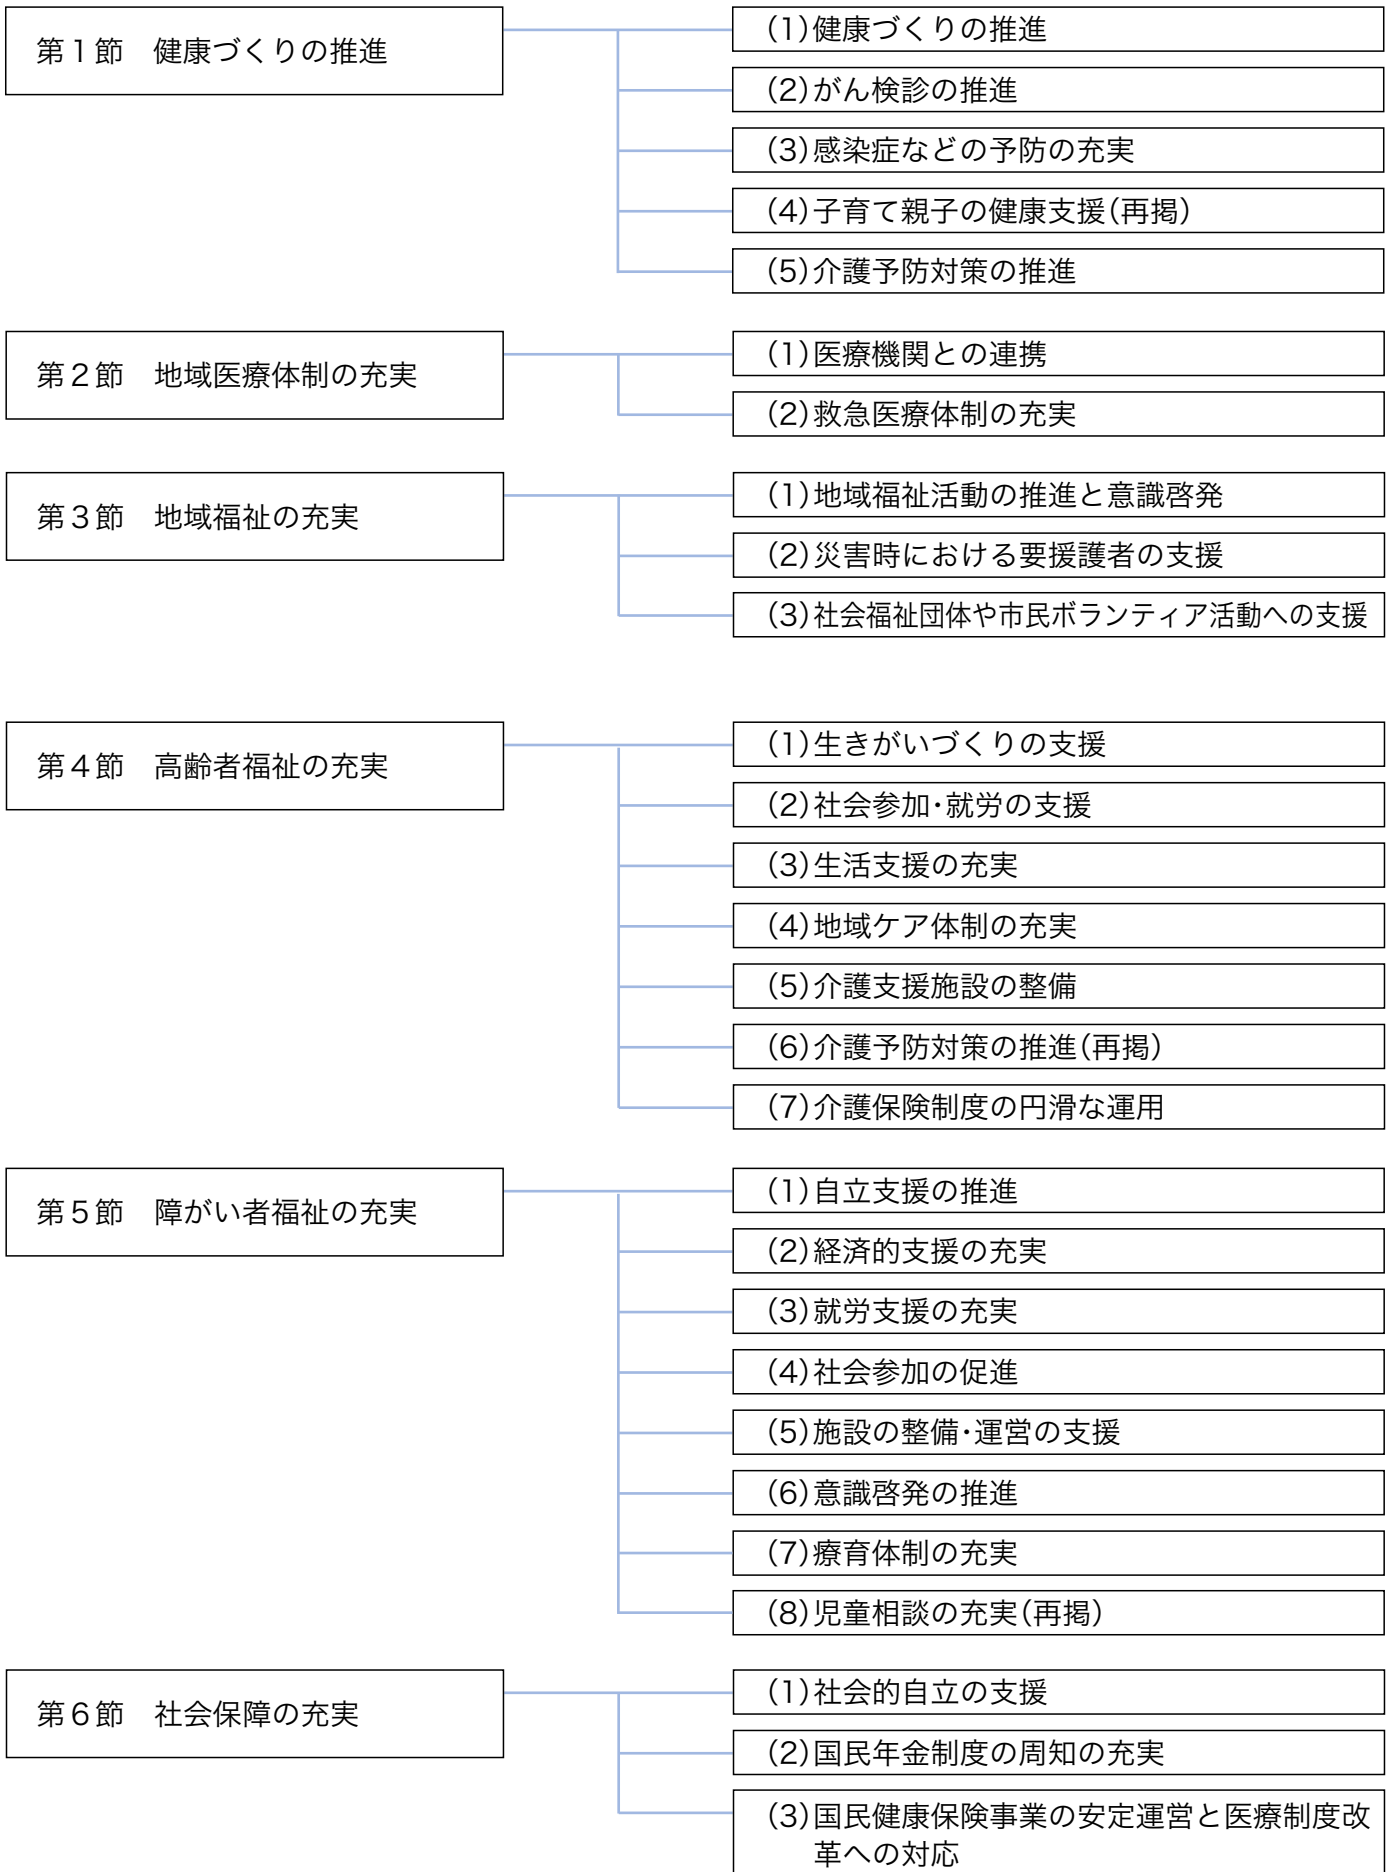 第１節　健康づくりの推進
(1)健康づくりの推進
(2)がん検診の推進
(3)感染症などの予防の充実
(4)子育て親子の健康支援(再掲)
(5)介護予防対策の推進
第２節　地域医療体制の充実
(1)医療機関との連携
(2)救急医療体制の充実
第３節　地域福祉の充実
(1)地域福祉活動の推進と意識啓発
(2)災害時における要援護者の支援
(3)社会福祉団体や市民ボランティア活動への支援
第４節　高齢者福祉の充実
(1)生きがいづくりの支援
(2)社会参加・就労の支援
(3)生活支援の充実
(4)地域ケア体制の充実
(5)介護支援施設の整備
(6)介護予防対策の推進(再掲)
(7)介護保険制度の円滑な運用
第５節　障がい者福祉の充実
(1)自立支援の推進
(2)経済的支援の充実
(3)就労支援の充実
(4)社会参加の促進
(5)施設の整備・運営の支援
(6)意識啓発の推進
(7)療育体制の充実
(8)児童相談の充実(再掲)
第６節　社会保障の充実
(1)社会的自立の支援
(2)国民年金制度の周知の充実
(3)国民健康保険事業の安定運営と医療制度改
革への対応